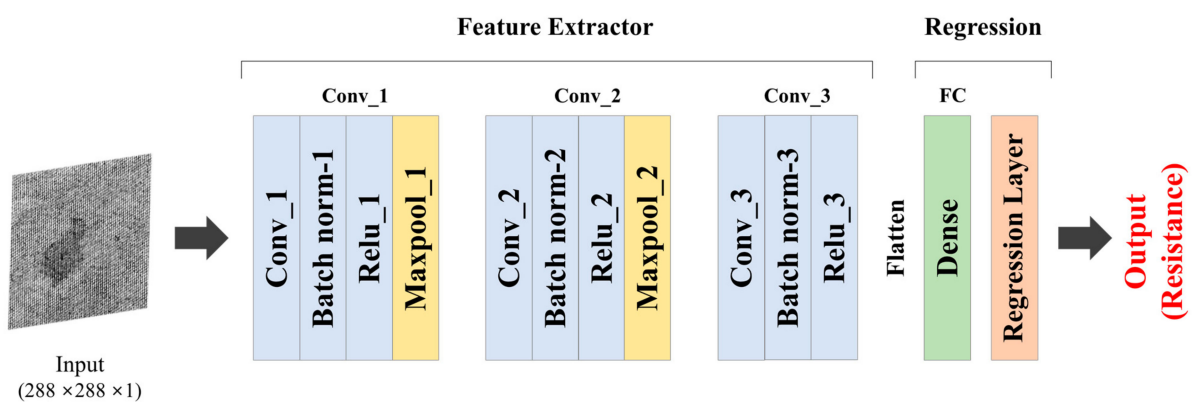 Feature Extractor
Regression
Conv_1
Conv_2
Conv_3
FC
Conv_1
Batch norm-1
Relu_1
Maxpool_1
Conv_2
Batch norm-2
Relu_2
Maxpool_2
Conv_3
Batch norm-3
Relu_3
Flatten
Dense
Regression Layer
Output
(Resistance)
Input
(288 ×288 ×1)